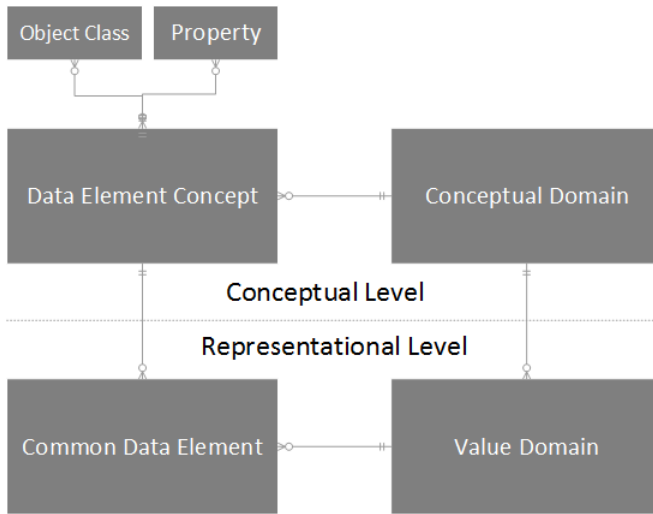 Object Class
Property
Data Element Concept
Conceptual Domain
Conceptual Level
Representational Level
Common Data Element
Value Domain